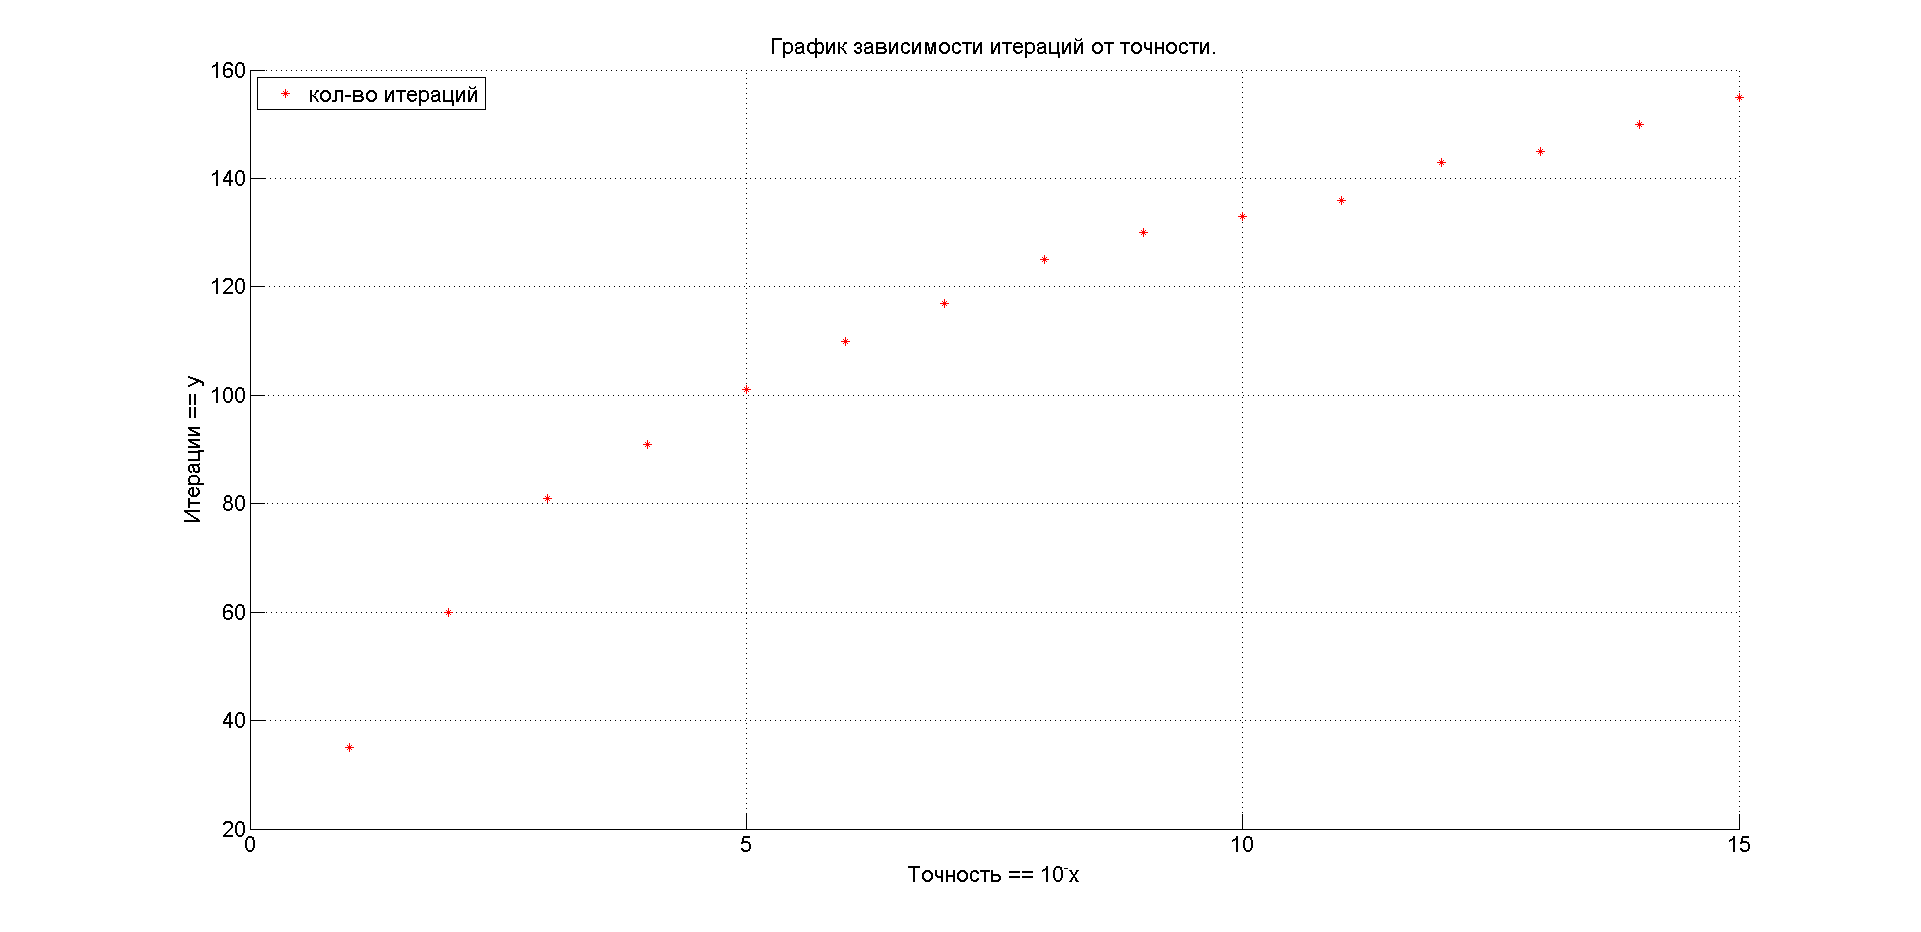 График зависимости итераций от точности.
160
кол-во итераций
140
120
100
80
60
40
20
Итерации == y
0 5 10 15
Точность == 10⁻x